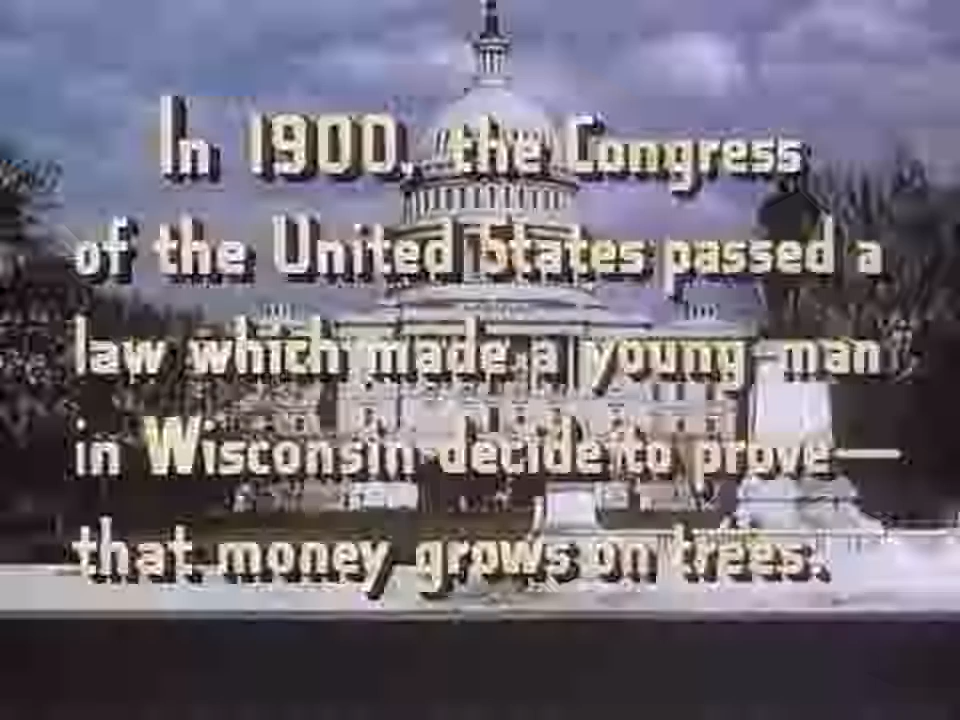 In 1900, the Congress
of the United States passed a
law which made a young man
in Wisconsin decide to prove—
that money grows on trees.